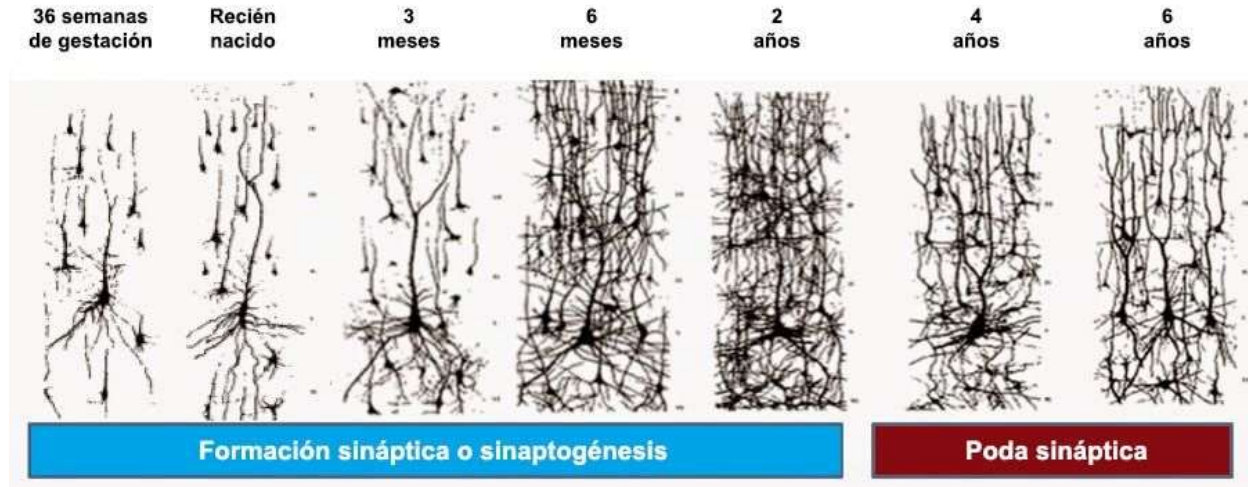 36 semanas
de gestación
Recién
nacido
3
meses
6
meses
2
años
4
años
6
años
Formación sináptica o sinaptogénesis
Poda sináptica